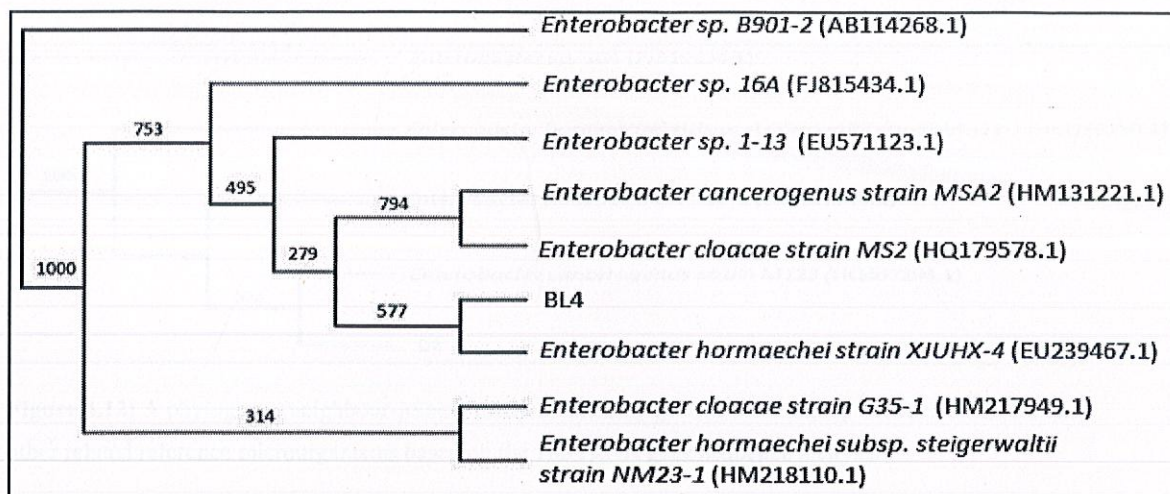 Enterobacter sp. B901-2 (AB114268.1)
Enterobacter sp. 16A (FJ815434.1)
753
Enterobacter sp. 1-13 (EU571123.1)
495
Enterobacter cancerogenus strain MSA2 (HM131221.1)
794
279
Enterobacter cloacae strain MS2 (HQ179578.1)
1000
BL4
577
Enterobacter hormaechei strain XJUHX-4 (EU239467.1)
Enterobacter cloacae strain G35-1 (HM217949.1)
314
Enterobacter hormaechei subsp. steigerwaltii
strain NM23-1 (HM218110.1)